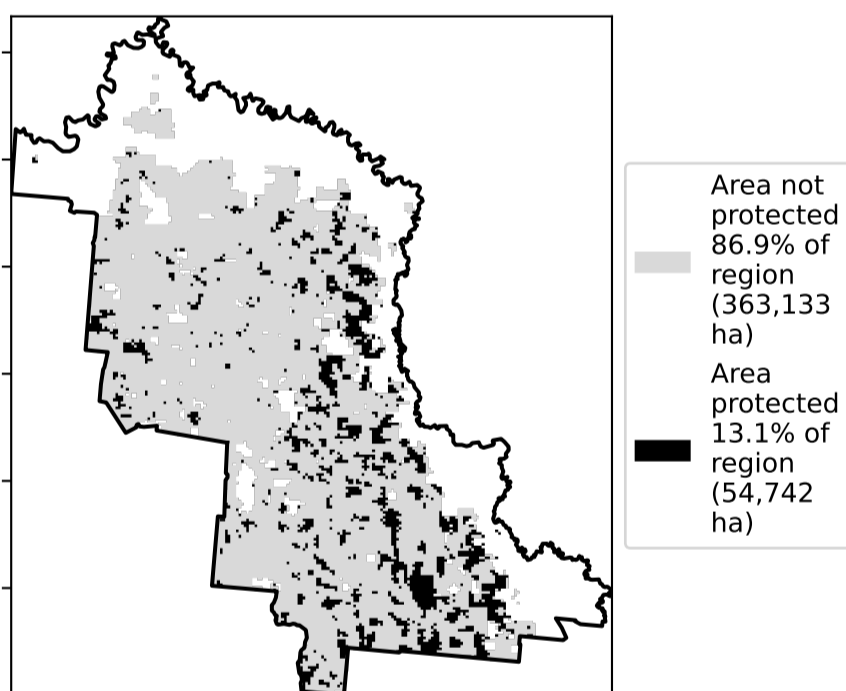 Area not
protected
86.9% of
region
(363,133
ha)
Area
protected
13.1% of
region
(54,742
ha)